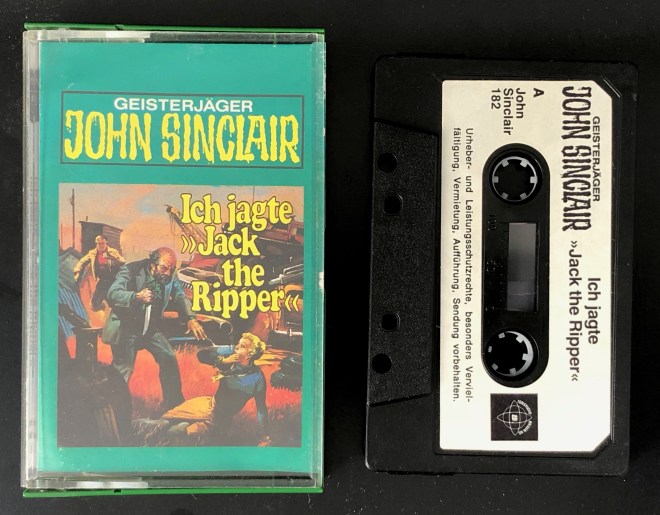 GEISTERJÄGER
JOHN SINCLAIR
Ich jagte
»Jack
the
Ripper«
GEISTERJÄGER
JOHN SINCLAIR
Ich jagte
»Jack the Ripper«
A
John
Sinclair
182
Urheber- und Leistungsschutzrechte, besonders Verviel-
fältigung, Vermietung, Aufführung, Sendung vorbehalten.